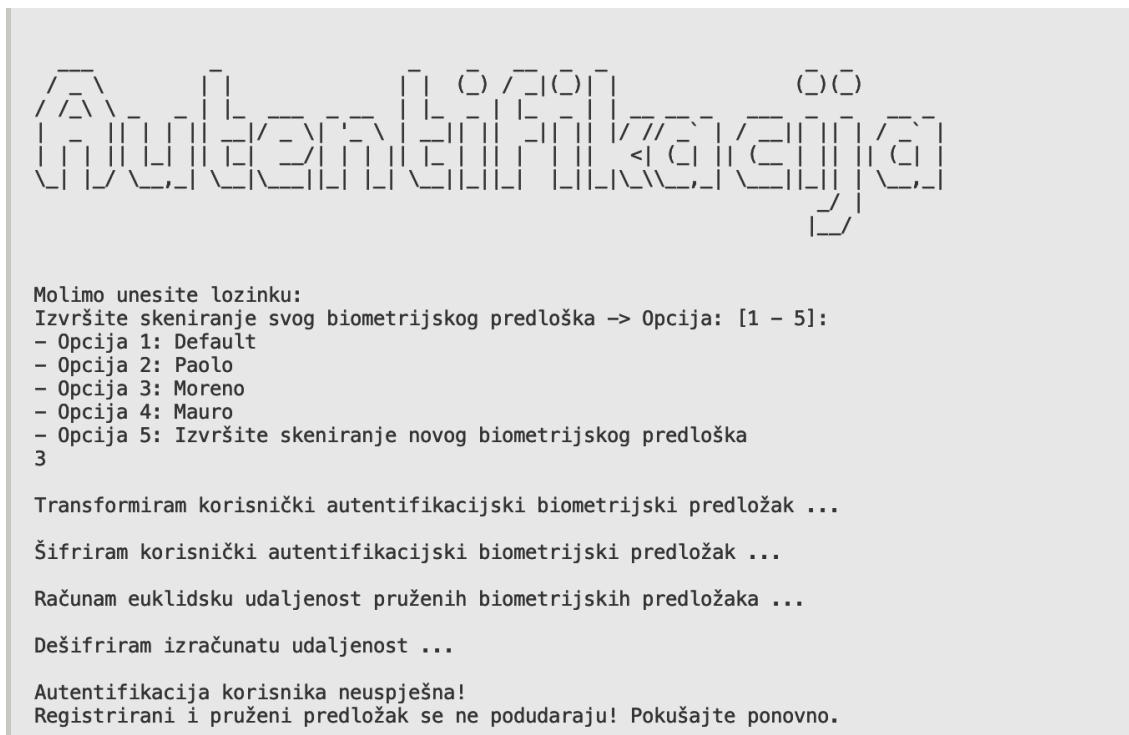 Autentifikacija
Molimo unesite lozinku:
Izvršite skeniranje svog biometrijskog predloška -> Opcija: [1 - 5]:
- Opcija 1: Default
- Opcija 2: Paolo
- Opcija 3: Moreno
- Opcija 4: Mauro
- Opcija 5: Izvršite skeniranje novog biometrijskog predloška
3
Transformiram korisnički autentifikacijski biometrijski predložak ...
Šifriram korisnički autentifikacijski biometrijski predložak ...
Računam euklidsku udaljenost pruženih biometrijskih predložaka ...
Dešifriram izračunatu udaljenost ...
Autentifikacija korisnika neuspješna!
Registrirani i pruženi predložak se ne podudaraju! Pokušajte ponovno.